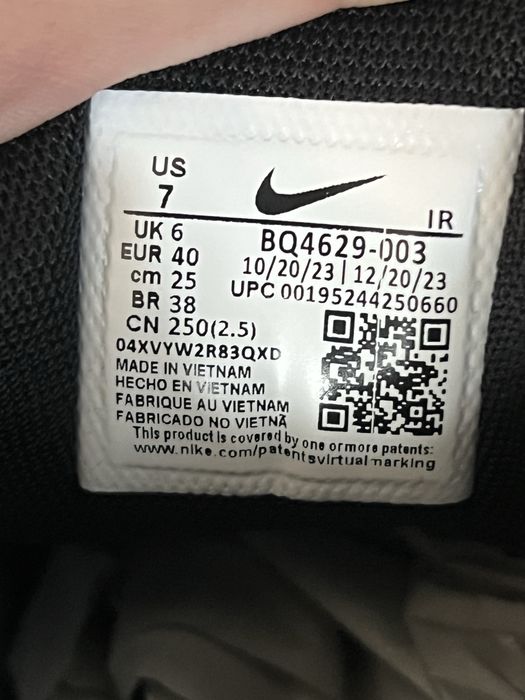 US
7
IR
UK 6
EUR 40
cm 25
BR 38
CN 250(2.5)
BQ4629-003
10/20/23 | 12/20/23
UPC 00195244250660
04XVYW2R83QXD
MADE IN VIETNAM
HECHO EN VIETNAM
FABRIQUE AU VIETNAM
FABRICADO NO VIETNÃ
This product is covered by one or more patents:
www.nike.com/patentsvirtualmarking